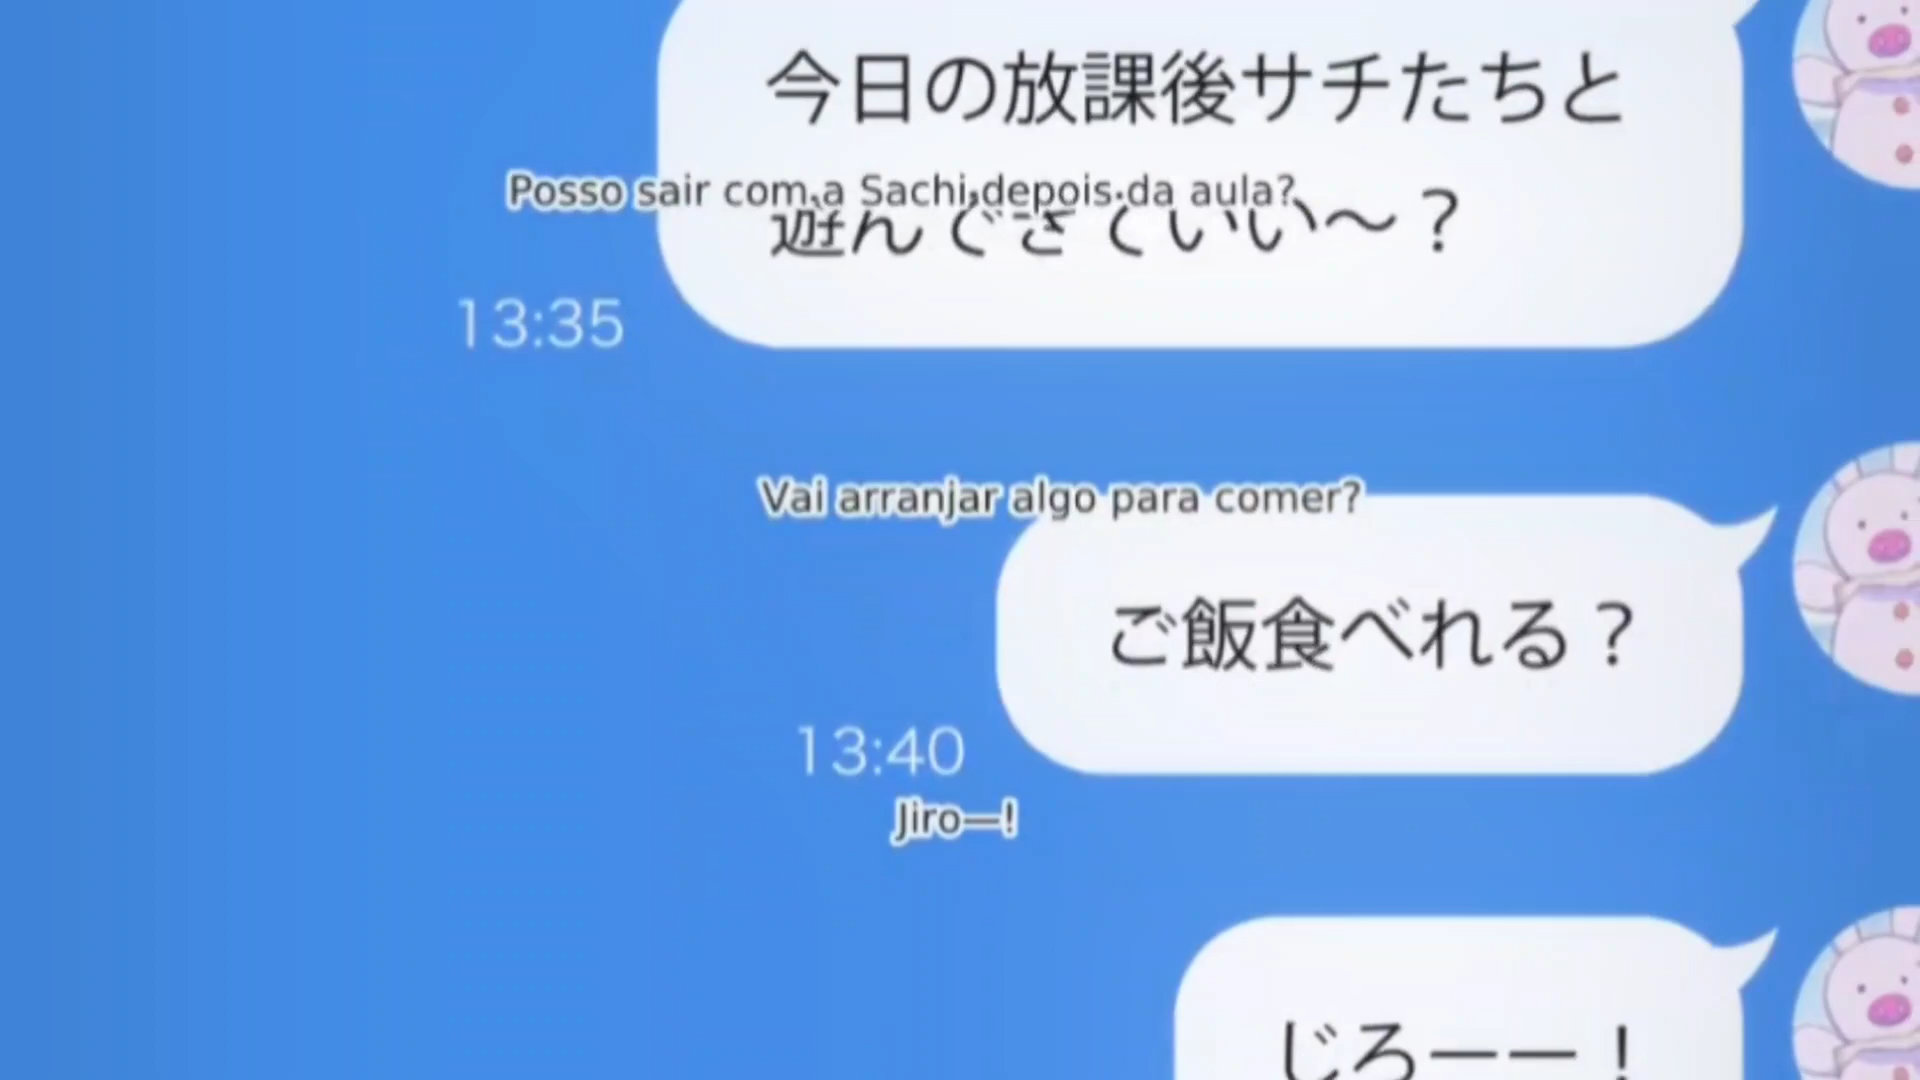 今日の放課後サチたちと
Posso sair com a Sachi depois da aula?
遊んできていい〜？
13:35
Vai arranjar algo para comer?
ご飯食べれる？
13:40
Jiro—!
じろーー！